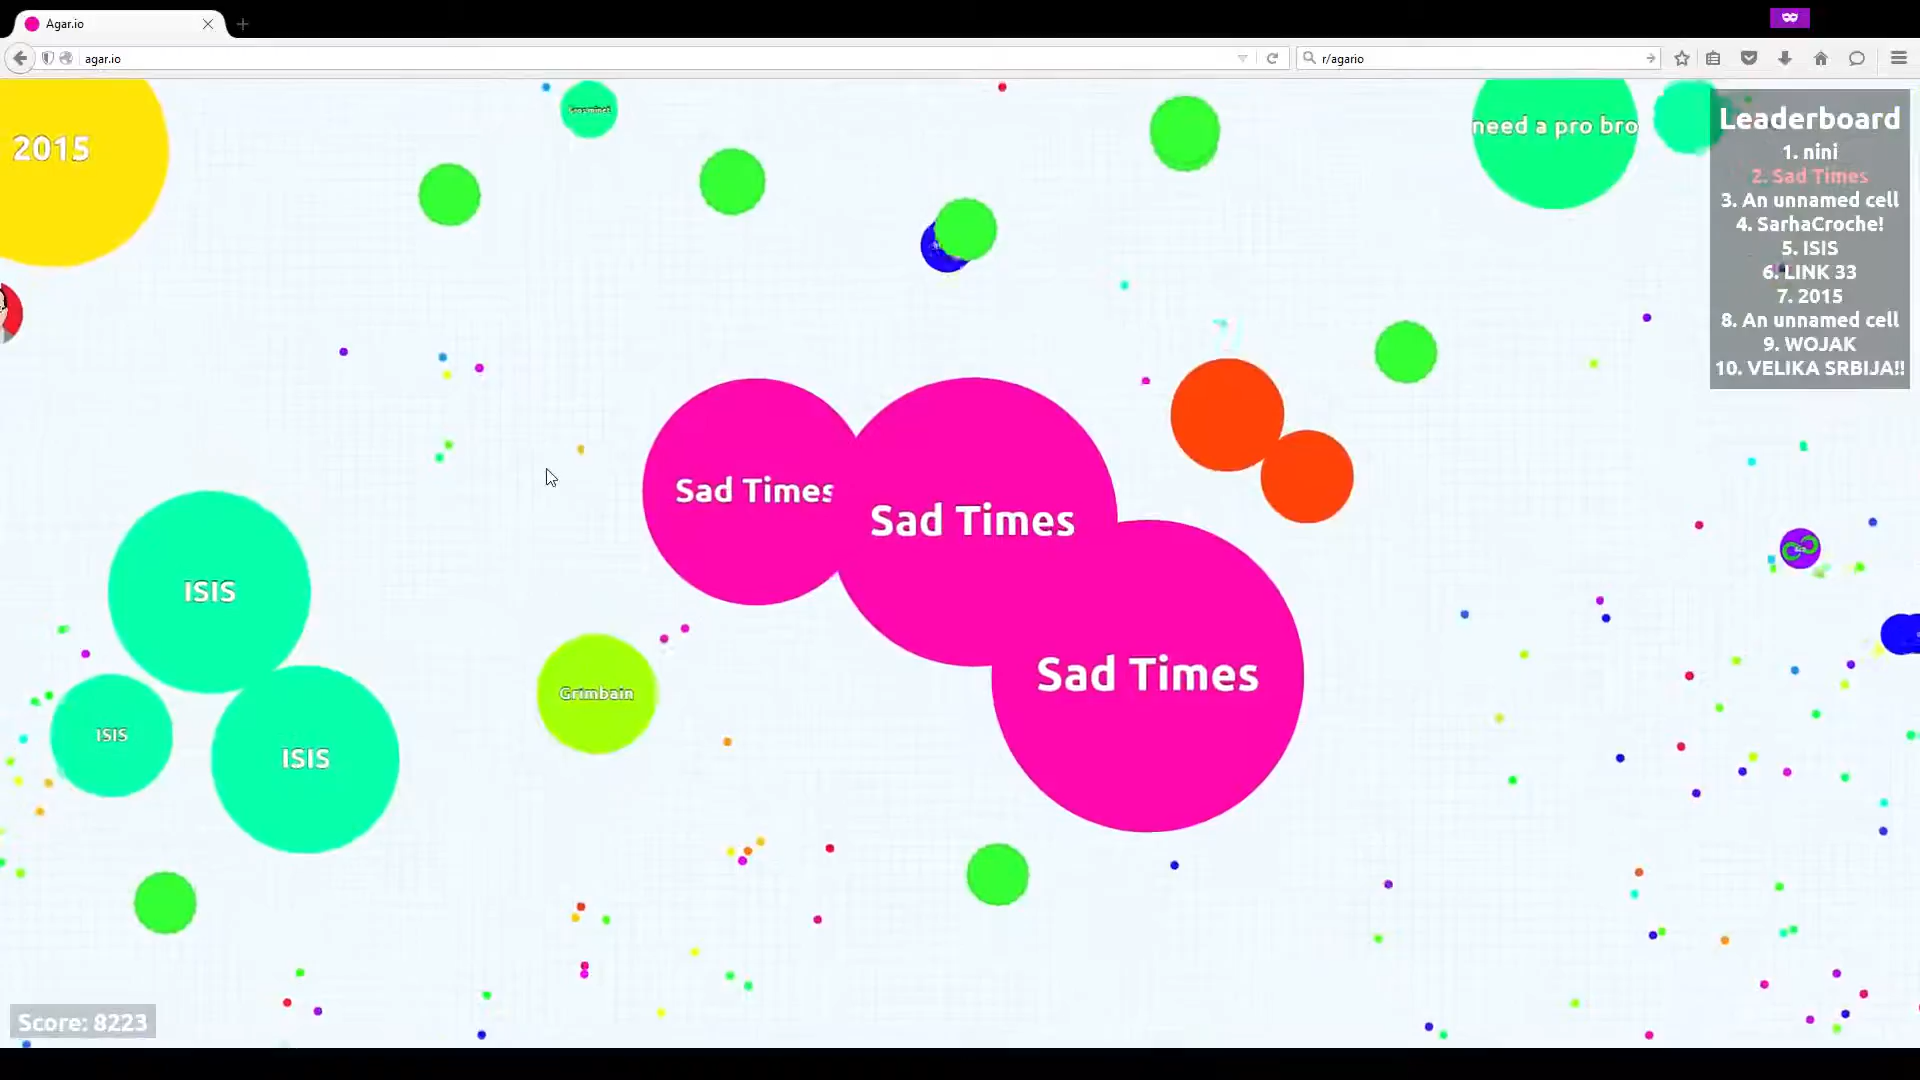 Agar.io
agar.io
r/agario
2015
need a pro bro
Leaderboard
1. nini
2. Sad Times
3. An unnamed cell
4. SarhaCroche!
5. ISIS
6. LINK 33
7. 2015
8. An unnamed cell
9. WOJAK
10. VELIKA SRBIJA!!
Sad Times
Sad Times
Sad Times
ISIS
ISIS
ISIS
Grimbain
Score: 8223